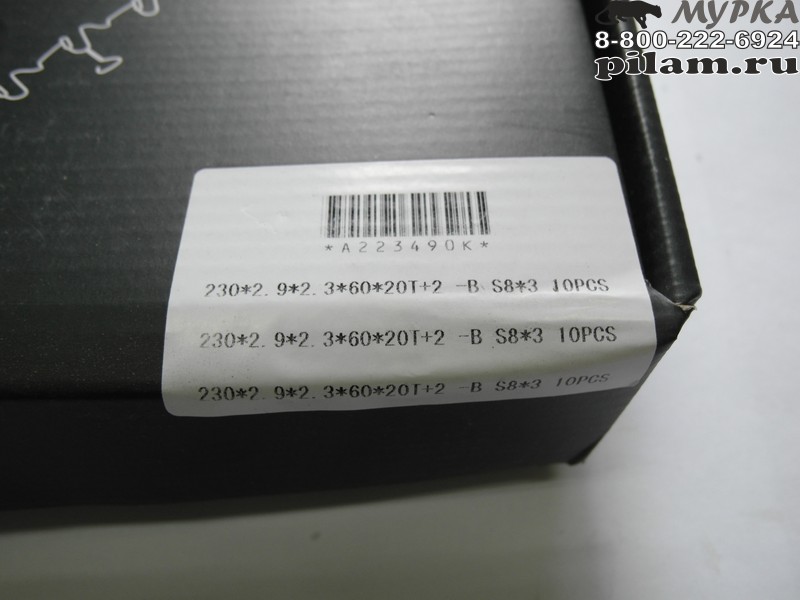 МУРКА
8-800-222-6924
pilam.ru
*A223490K*
230*2.9*2.3*60*20T+2 -B S8*3 10PCS
230*2.9*2.3*60*20T+2 -B S8*3 10PCS
230*2.9*2.3*60*20T+2 -B S8*3 10PCS